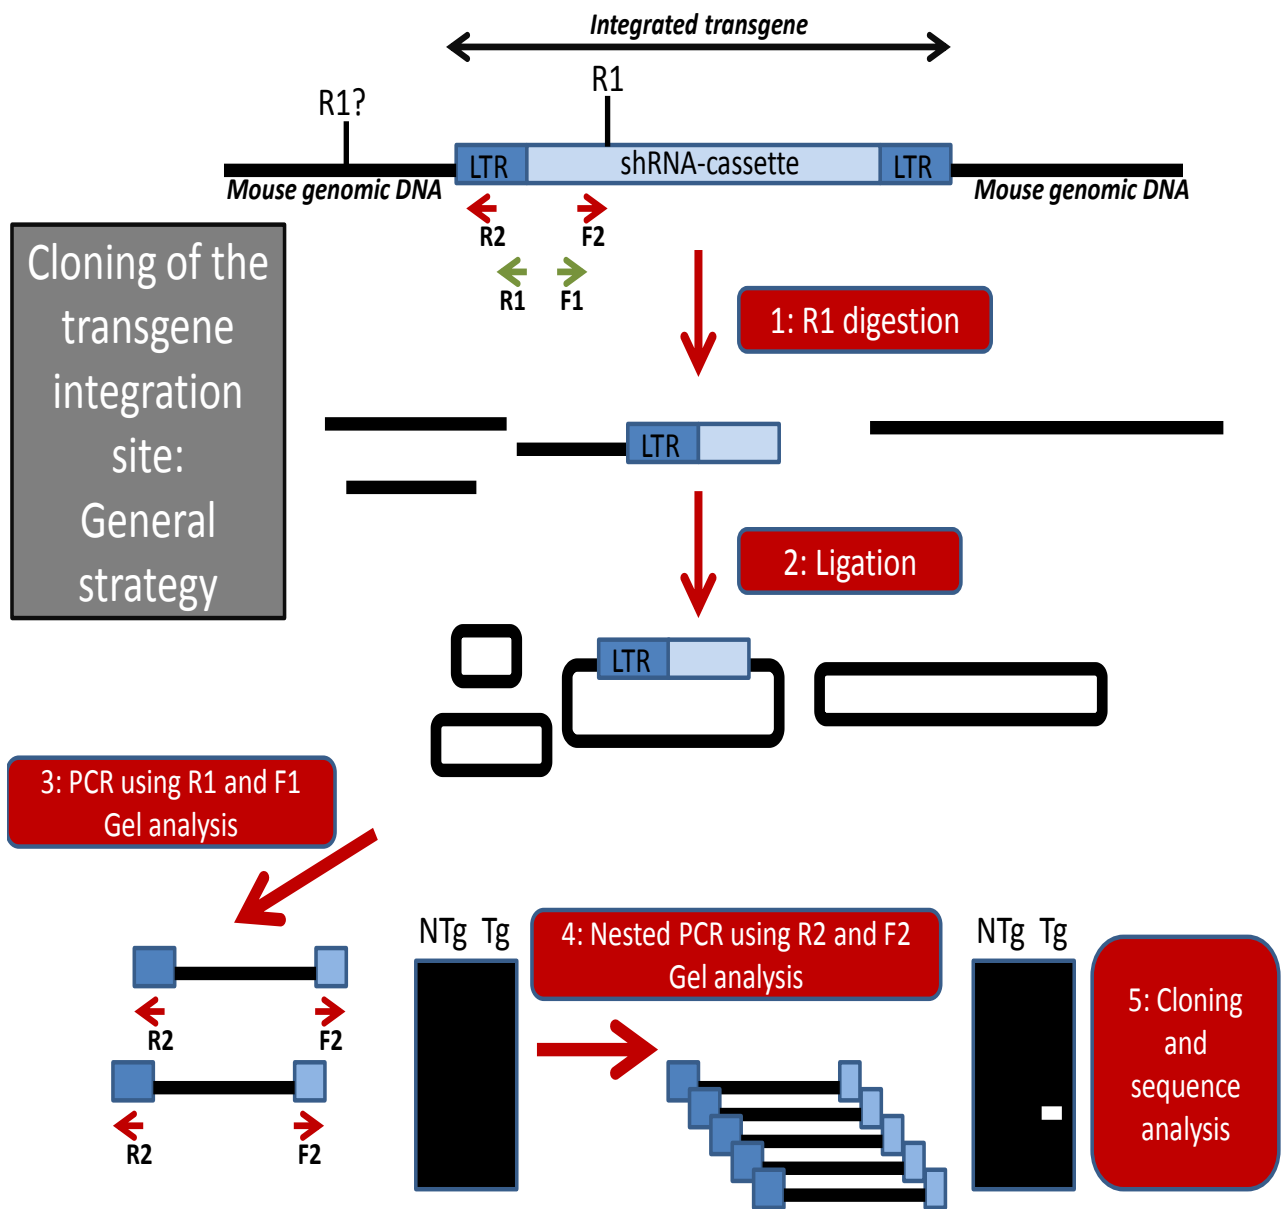 Integrated transgene
R1?
R1
LTR
shRNA-cassette
LTR
Mouse genomic DNA
Mouse genomic DNA
R2
F2
R1
F1
Cloning of the
transgene
integration
site:
General
strategy
1: R1 digestion
LTR
2: Ligation
LTR
3: PCR using R1 and F1
Gel analysis
R2
F2
R2
F2
NTg Tg
4: Nested PCR using R2 and F2
Gel analysis
NTg Tg
5: Cloning
and
sequence
analysis